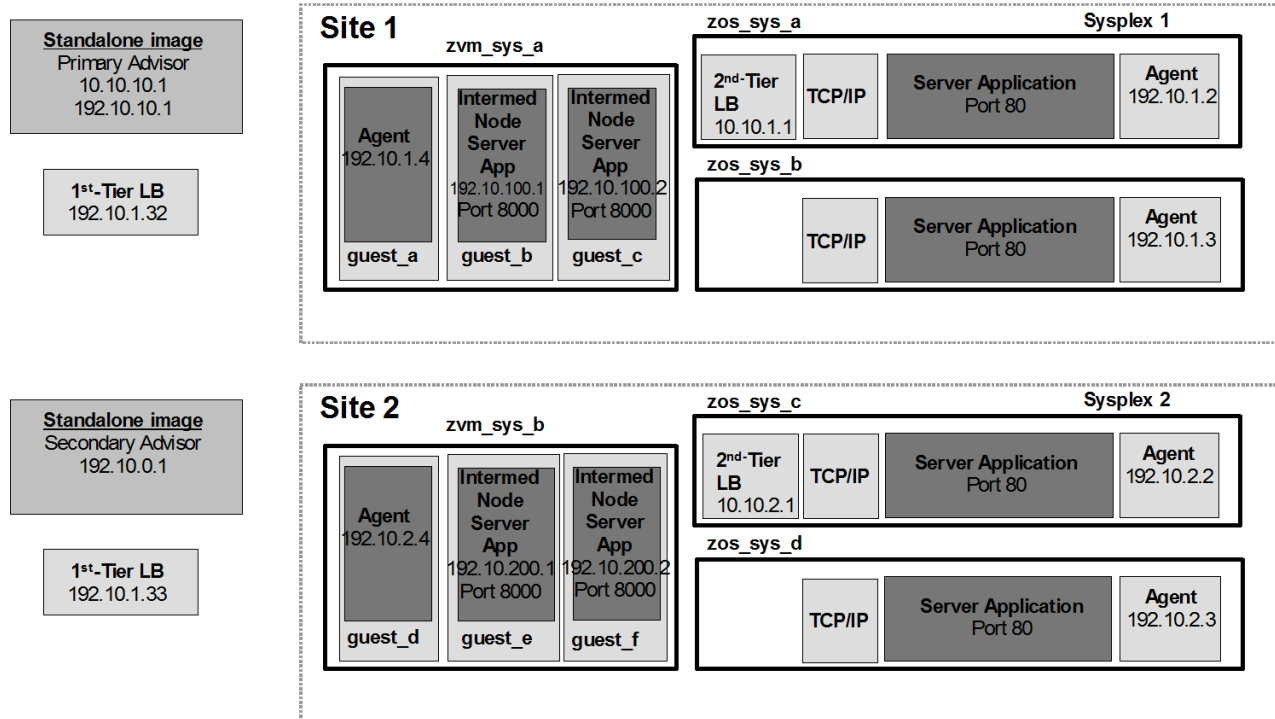 Standalone image
Primary Advisor
10.10.10.1
192.10.10.1
1st-Tier LB
192.10.1.32
Site 1
zvm_sys_a
Agent
192.10.1.4
guest_a
Intermed
Node
Server
App
192.10.100.1
Port 8000
guest_b
Intermed
Node
Server
App
192.10.100.2
Port 8000
guest_c
zos_sys_a
Sysplex 1
2nd-Tier
LB
10.10.1.1
TCP/IP
Server Application
Port 80
Agent
192.10.1.2
zos_sys_b
TCP/IP
Server Application
Port 80
Agent
192.10.1.3
Standalone image
Secondary Advisor
192.10.0.1
1st-Tier LB
192.10.1.33
Site 2
zvm_sys_b
Agent
192.10.2.4
guest_d
Intermed
Node
Server
App
192.10.200.1
Port 8000
guest_e
Intermed
Node
Server
App
192.10.200.2
Port 8000
guest_f
zos_sys_c
Sysplex 2
2nd-Tier
LB
10.10.2.1
TCP/IP
Server Application
Port 80
Agent
192.10.2.2
zos_sys_d
TCP/IP
Server Application
Port 80
Agent
192.10.2.3